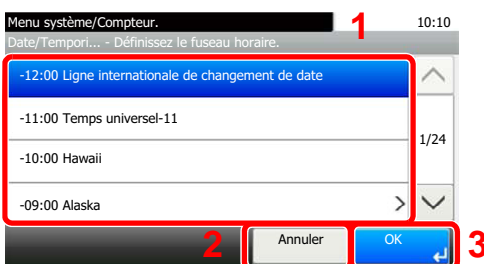 Menu système/Compteur.
1
10:10
Date/Tempori... - Définissez le fuseau horaire.
-12:00 Ligne internationale de changement de date
-11:00 Temps universel-11
1/24
-10:00 Hawaii
-09:00 Alaska
2
Annuler
OK
3